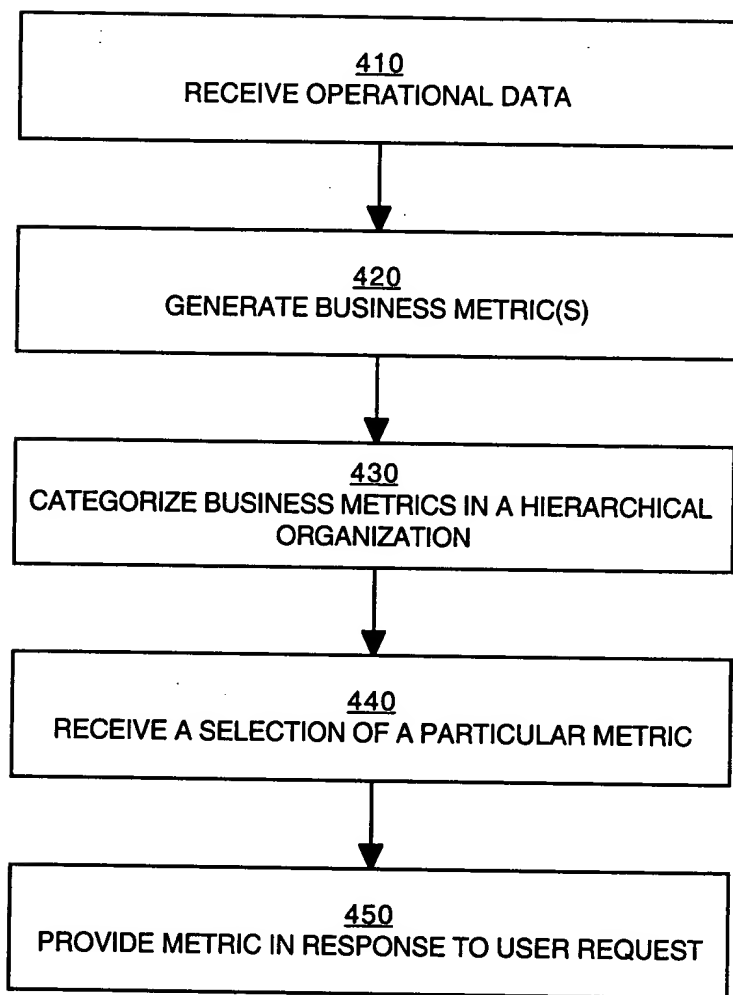 410
RECEIVE OPERATIONAL DATA
420
GENERATE BUSINESS METRIC(S)
430
CATEGORIZE BUSINESS METRICS IN A HIERARCHICAL
ORGANIZATION
440
RECEIVE A SELECTION OF A PARTICULAR METRIC
450
PROVIDE METRIC IN RESPONSE TO USER REQUEST